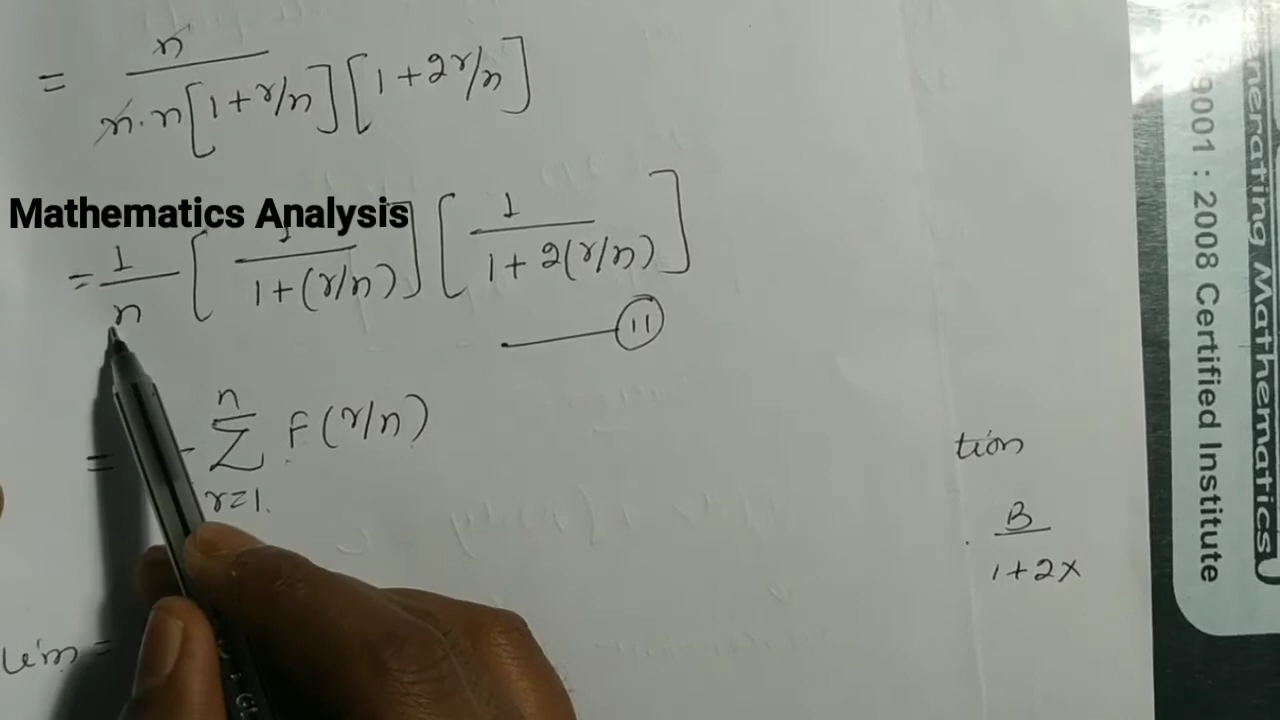 = n / n.n[1+r/n][1+2r/n]
Mathematics Analysis
= 1/n [1/1+(r/n)] [1/1+2(r/n)]
11
= n Σ r=1. F(r/n)
tion
B / 1+2x
lim =
enerating Mathematics
9001 : 2008 Certified Institute